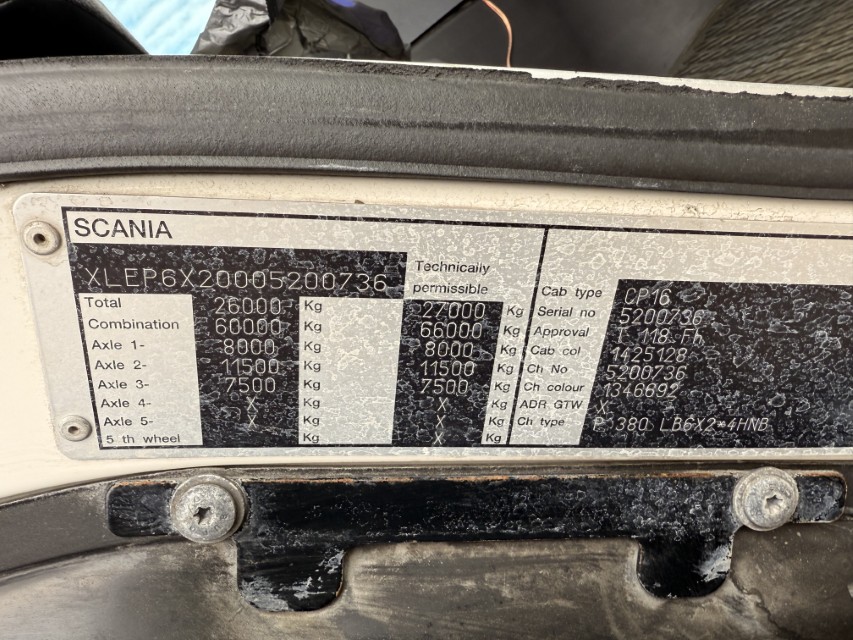 SCANIA
XLEP6X20005200736
Technically
permissible
Total 26000 Kg 27000 Kg
Combination 60000 Kg 66000 Kg
Axle 1- 8000 Kg 8000 Kg
Axle 2- 11500 Kg 11500 Kg
Axle 3- 7500 Kg 7500 Kg
Axle 4- X Kg X Kg
Axle 5- X Kg X Kg
5 th wheel Kg X Kg
Cab type CP16
Serial no 5200736
Approval T 118
Cab col 1425128
Ch No 5200736
Ch colour 1346692
ADR GTW X
Ch type P 380 LB6X2*4HNB